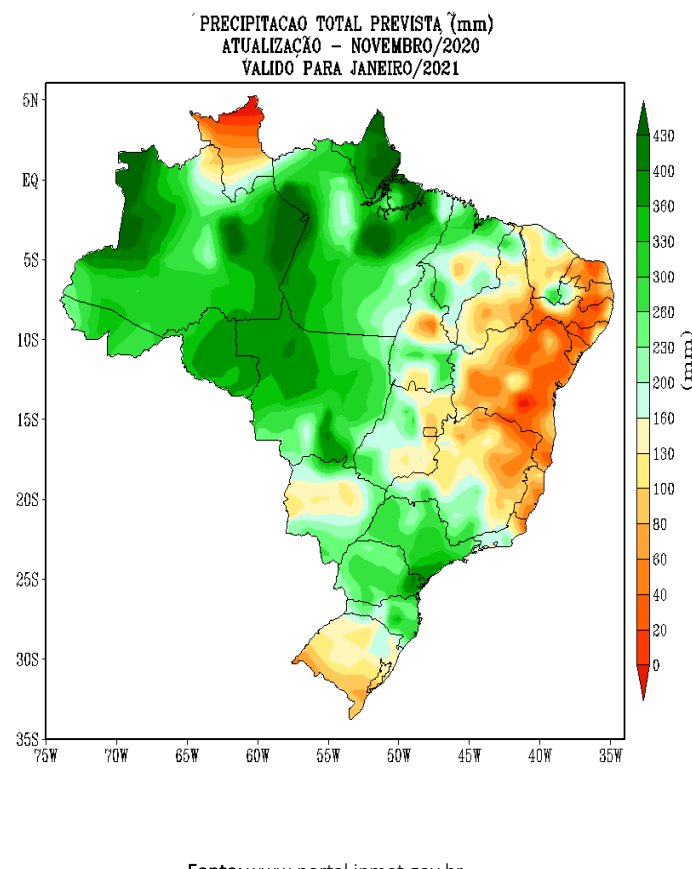 PRECIPITACAO TOTAL PREVISTA (mm)
ATUALIZAÇÃO - NOVEMBRO/2020
VALIDO PARA JANEIRO/2021
5N
EQ
5S
10S
15S
20S
25S
30S
35S
75W 70W 65W 60W 55W 50W 45W 40W 35W
430
400
360
330
300
260
230
200
160
130
100
80
60
40
20
0
(mm)